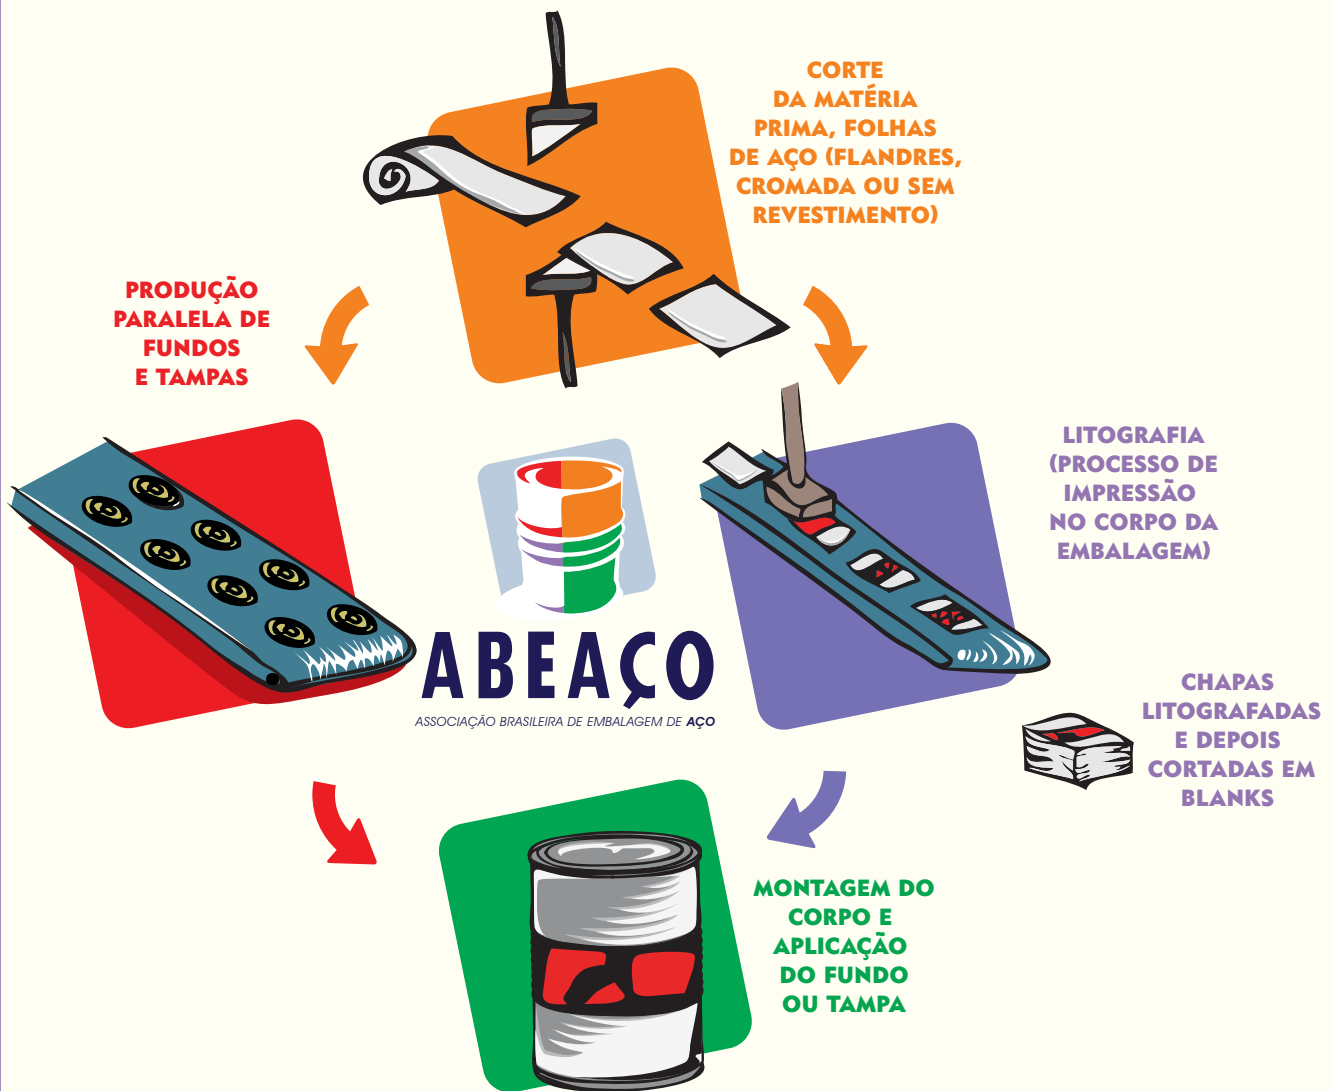 CORTE
DA MATÉRIA
PRIMA, FOLHAS
DE AÇO (FLANDRES,
CROMADA OU SEM
REVESTIMENTO)
PRODUÇÃO
PARALELA DE
FUNDOS
E TAMPAS
LITOGRAFIA
(PROCESSO DE
IMPRESSÃO
NO CORPO DA
EMBALAGEM)
ABEAÇO
ASSOCIAÇÃO BRASILEIRA DE EMBALAGEM DE AÇO
CHAPAS
LITOGRAFADAS
E DEPOIS
CORTADAS EM
BLANKS
MONTAGEM DO
CORPO E
APLICAÇÃO
DO FUNDO
OU TAMPA